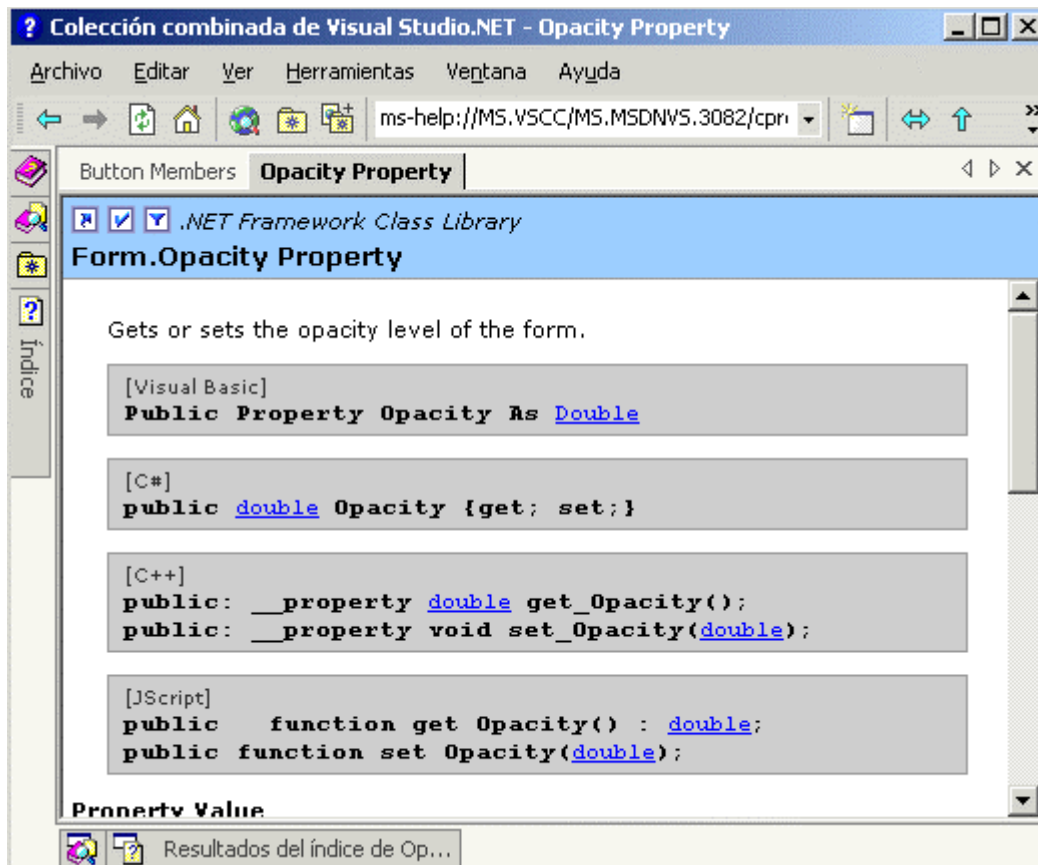 Colección combinada de Visual Studio.NET - Opacity Property
Archivo Editar Ver Herramientas Ventana Ayuda
ms-help://MS.VSCC/MS.MSDNVS.3082/cpr
Button Members Opacity Property
Índice
.NET Framework Class Library
Form.Opacity Property
Gets or sets the opacity level of the form.
[Visual Basic]
Public Property Opacity As Double
[C#]
public double Opacity {get; set;}
[C++]
public: __property double get_Opacity();
public: __property void set_Opacity(double);
[JScript]
public function get Opacity() : double;
public function set Opacity(double);
Property Value
Resultados del índice de Op...